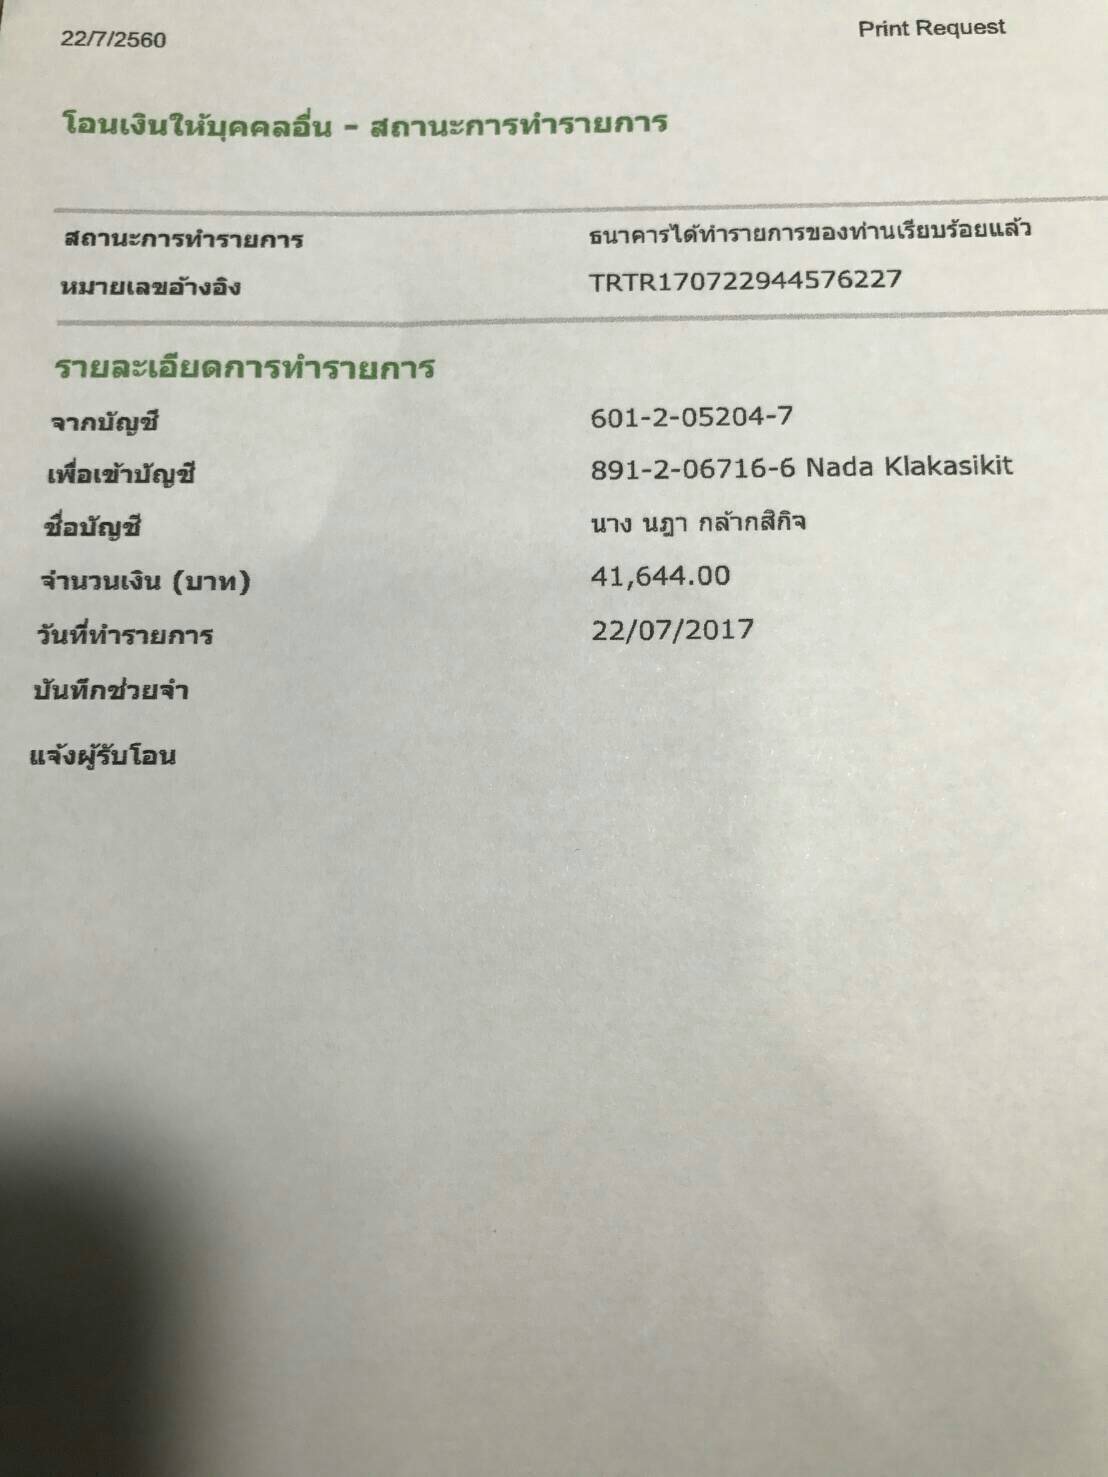 22/7/2560 Print Request
โอนเงินให้บุคคลอื่น - สถานะการทำรายการ
สถานะการทำรายการ ธนาคารได้ทำรายการของท่านเรียบร้อยแล้ว
หมายเลขอ้างอิง TRTR170722944576227
รายละเอียดการทำรายการ
จากบัญชี 601-2-05204-7
เพื่อเข้าบัญชี 891-2-06716-6 Nada Klakasikit
ชื่อบัญชี นาง นฎา กล้ากสิกิจ
จำนวนเงิน (บาท) 41,644.00
วันที่ทำรายการ 22/07/2017
บันทึกช่วยจำ
แจ้งผู้รับโอน